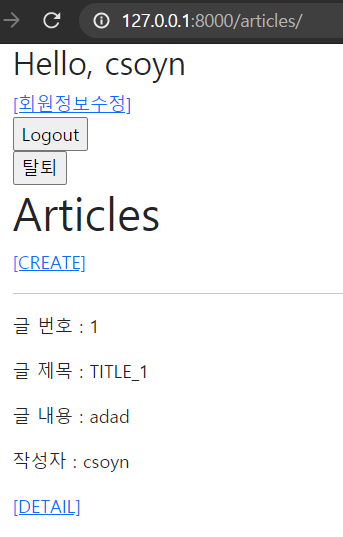 127.0.0.1:8000/articles/
Hello, csoyn
[회원정보수정]
Logout
탈퇴
Articles
[CREATE]
글 번호 : 1
글 제목 : TITLE_1
글 내용 : adad
작성자 : csoyn
[DETAIL]